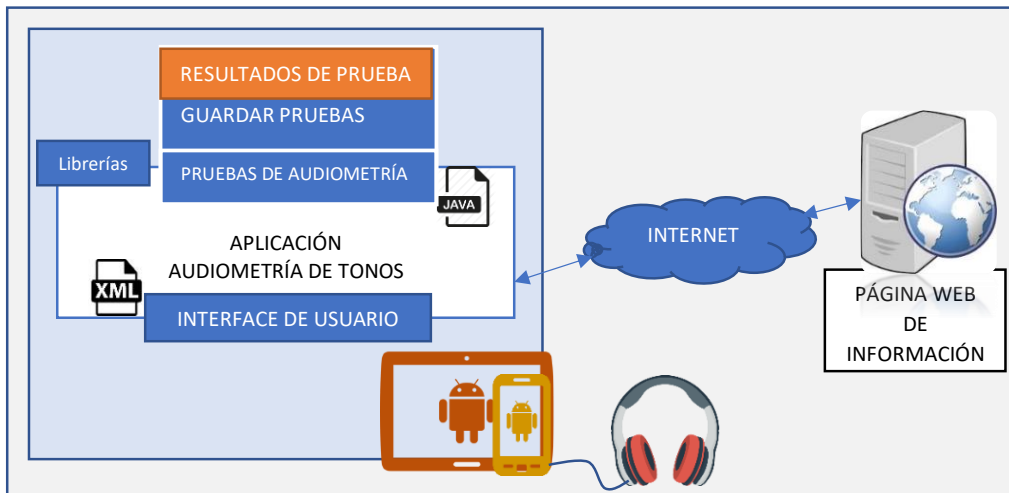 RESULTADOS DE PRUEBA
GUARDAR PRUEBAS
Librerías
PRUEBAS DE AUDIOMETRÍA
JAVA
APLICACIÓN
AUDIOMETRÍA DE TONOS
XML
INTERFACE DE USUARIO
INTERNET
PÁGINA WEB
DE
INFORMACIÓN